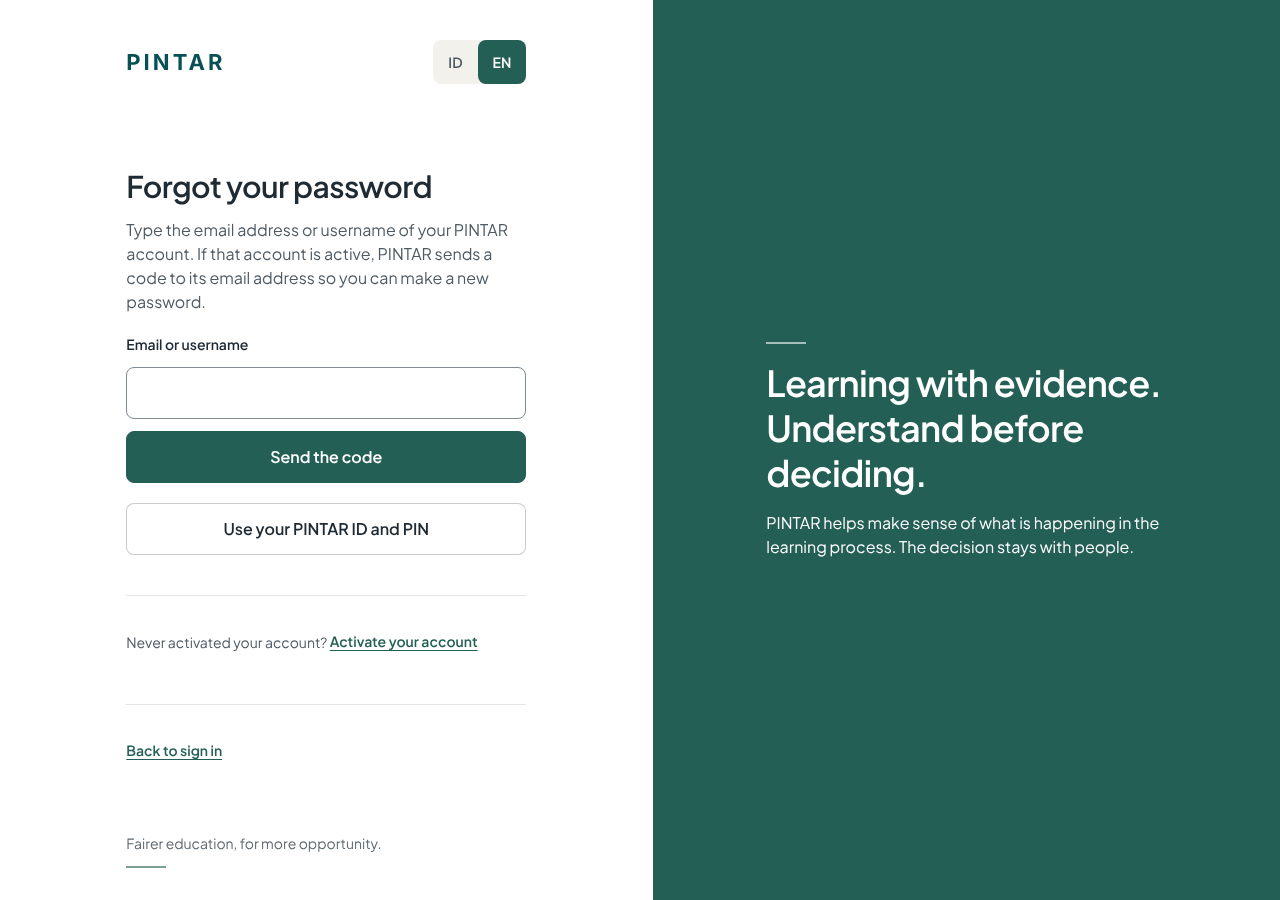 PINTAR
ID
EN
Forgot your password
Type the email address or username of your PINTAR
account. If that account is active, PINTAR sends a
code to its email address so you can make a new
password.
Email or username
Send the code
Use your PINTAR ID and PIN
Never activated your account? Activate your account
Back to sign in
Fairer education, for more opportunity.
Learning with evidence.
Understand before
deciding.
PINTAR helps make sense of what is happening in the
learning process. The decision stays with people.